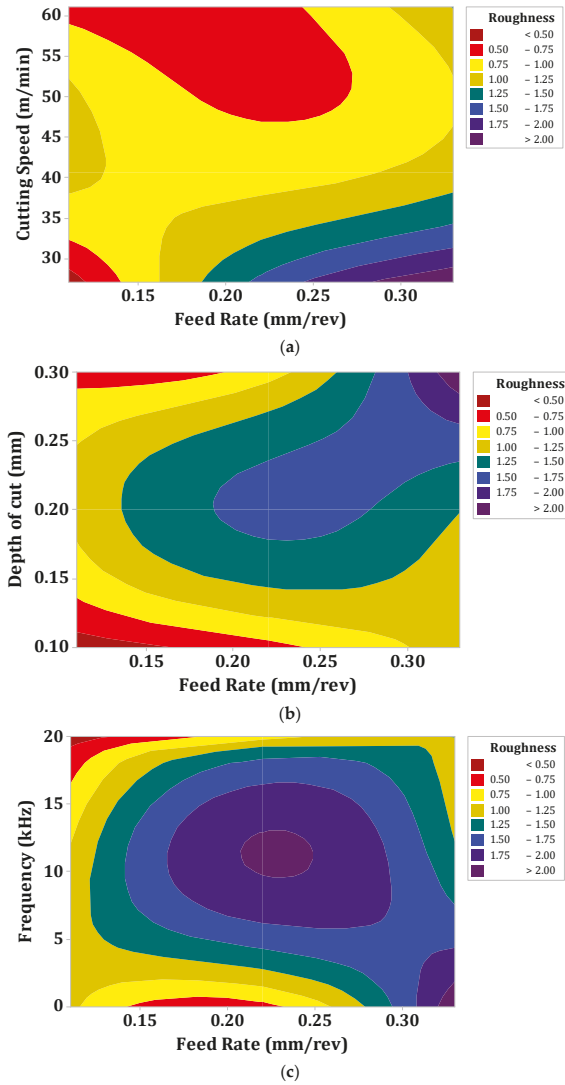 Roughness
< 0.50
0.50 – 0.75
0.75 – 1.00
1.00 – 1.25
1.25 – 1.50
1.50 – 1.75
1.75 – 2.00
> 2.00
Cutting Speed (m/min)
60
55
50
45
40
35
30
0.15 0.20 0.25 0.30
Feed Rate (mm/rev)
(a)
Roughness
< 0.50
0.50 – 0.75
0.75 – 1.00
1.00 – 1.25
1.25 – 1.50
1.50 – 1.75
1.75 – 2.00
> 2.00
Depth of cut (mm)
0.30
0.25
0.20
0.15
0.10
0.15 0.20 0.25 0.30
Feed Rate (mm/rev)
(b)
Roughness
< 0.50
0.50 – 0.75
0.75 – 1.00
1.00 – 1.25
1.25 – 1.50
1.50 – 1.75
1.75 – 2.00
> 2.00
Frequency (kHz)
20
15
10
5
0
0.15 0.20 0.25 0.30
Feed Rate (mm/rev)
(c)